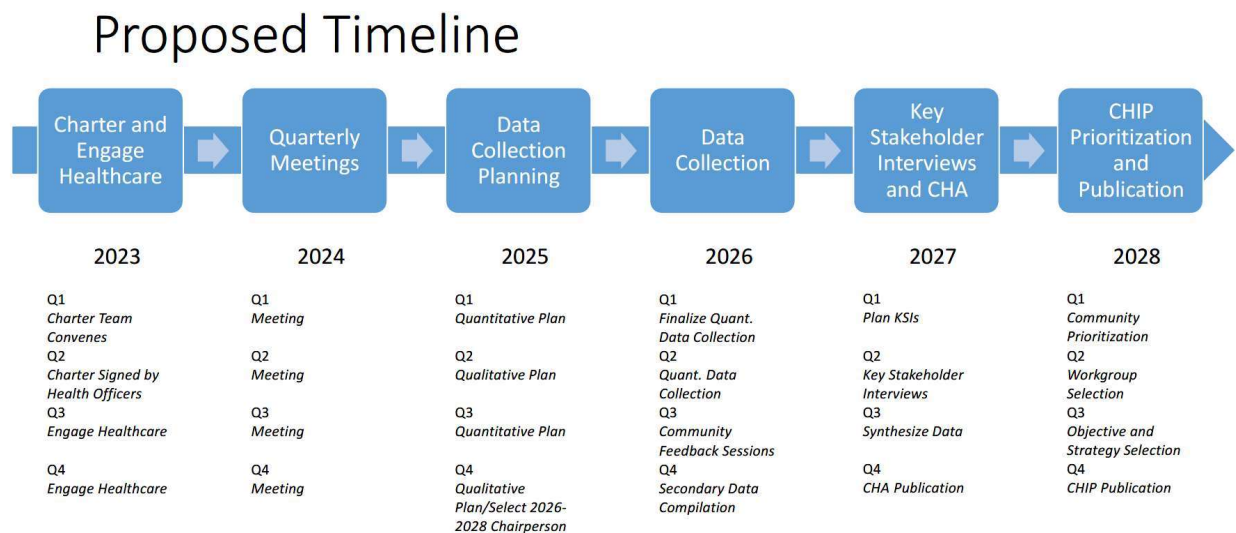 Proposed Timeline
Charter and
Engage
Healthcare
Quarterly
Meetings
Data
Collection
Planning
Data
Collection
Key
Stakeholder
Interviews
and CHA
CHIP
Prioritization
and
Publication
2023
Q1
Charter Team
Convenes
Q2
Charter Signed by
Health Officers
Q3
Engage Healthcare
Q4
Engage Healthcare
2024
Q1
Meeting
Q2
Meeting
Q3
Meeting
Q4
Meeting
2025
Q1
Quantitative Plan
Q2
Qualitative Plan
Q3
Quantitative Plan
Q4
Qualitative
Plan/Select 2026-
2028 Chairperson
2026
Q1
Finalize Quant.
Data Collection
Q2
Quant. Data
Collection
Q3
Community
Feedback Sessions
Q4
Secondary Data
Compilation
2027
Q1
Plan KSIs
Q2
Key Stakeholder
Interviews
Q3
Synthesize Data
Q4
CHA Publication
2028
Q1
Community
Prioritization
Q2
Workgroup
Selection
Q3
Objective and
Strategy Selection
Q4
CHIP Publication